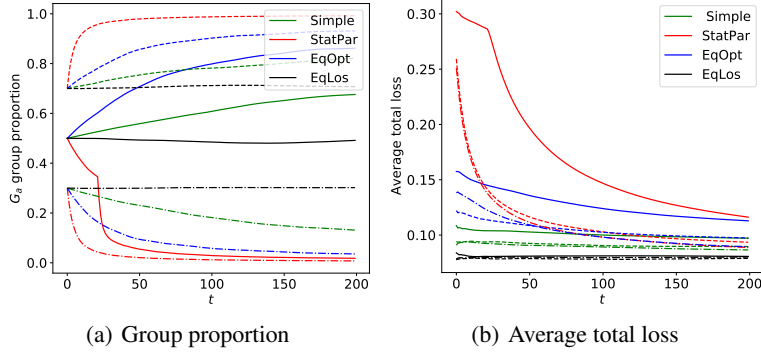 1.0
0.8
0.6
0.4
0.2
0.0
G_a group proportion
0 50 100 150 200
t
Simple
StatPar
EqOpt
EqLos
(a) Group proportion
0.30
0.25
0.20
0.15
0.10
Average total loss
0 50 100 150 200
t
Simple
StatPar
EqOpt
EqLos
(b) Average total loss